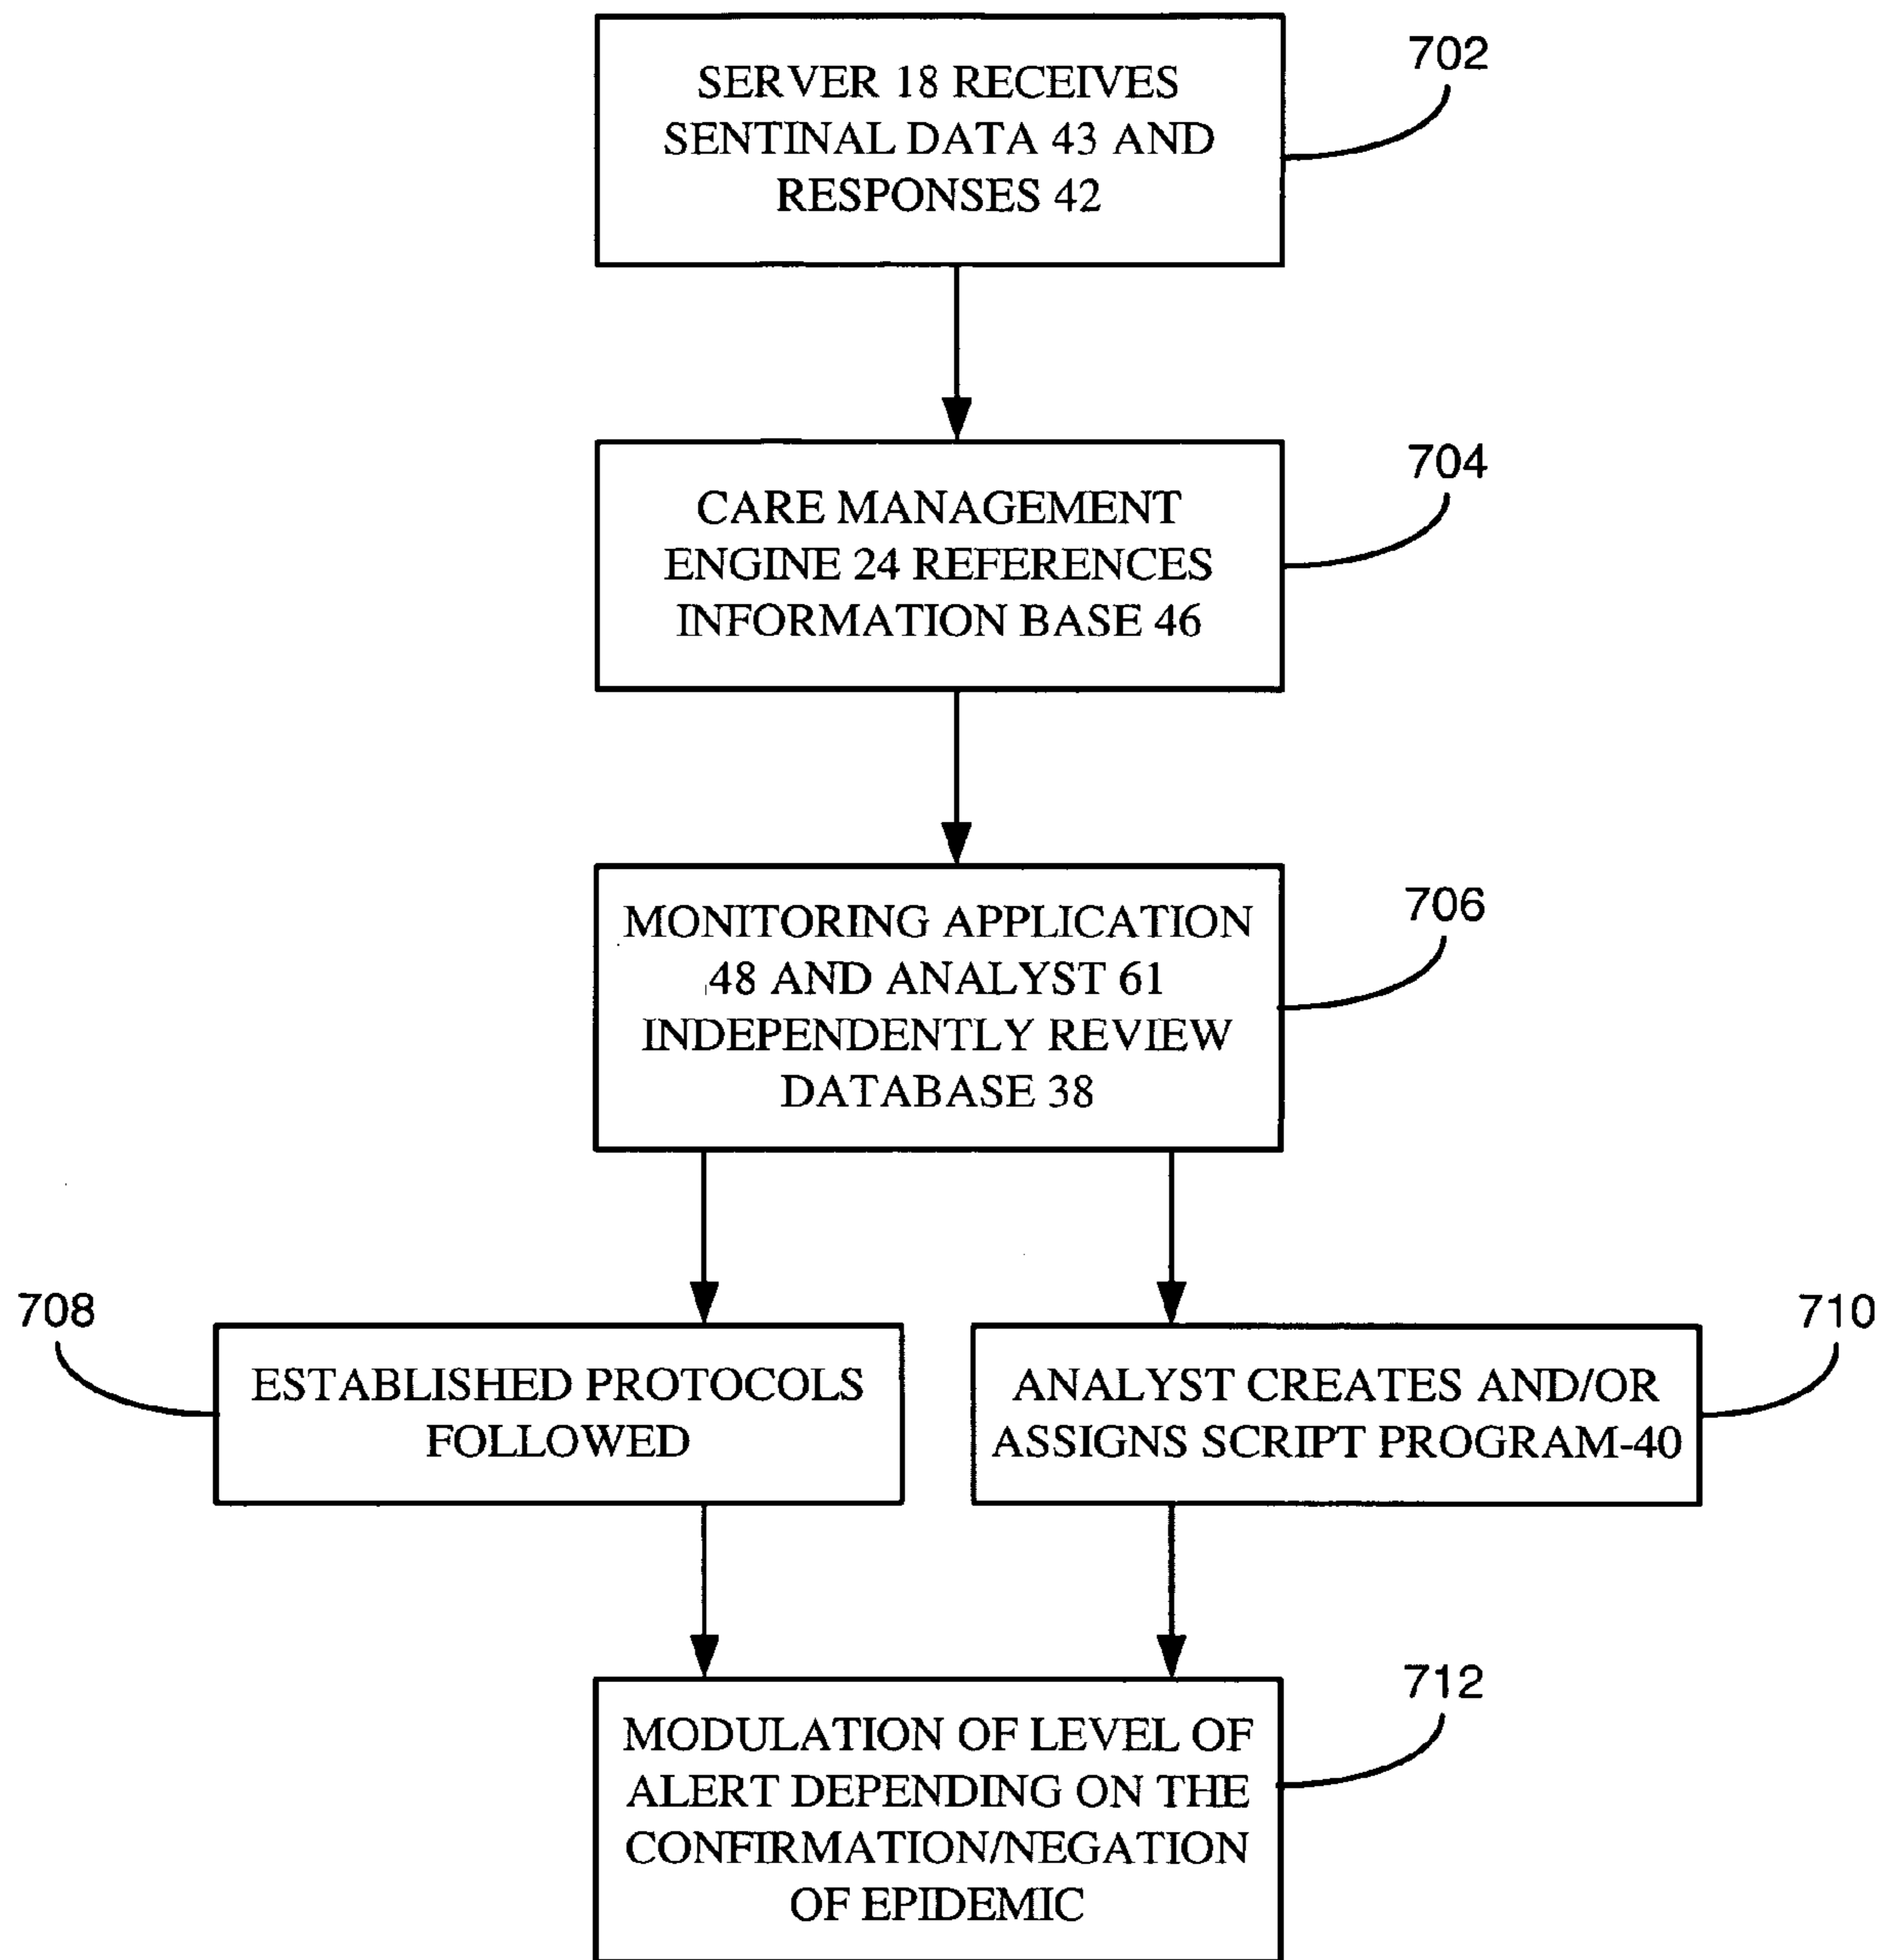 SERVER 18 RECEIVES
SENTINAL DATA 43 AND
RESPONSES 42
702
CARE MANAGEMENT
ENGINE 24 REFERENCES
INFORMATION BASE 46
704
MONITORING APPLICATION
48 AND ANALYST 61
INDEPENDENTLY REVIEW
DATABASE 38
706
708
ESTABLISHED PROTOCOLS
FOLLOWED
710
ANALYST CREATES AND/OR
ASSIGNS SCRIPT PROGRAM-40
712
MODULATION OF LEVEL OF
ALERT DEPENDING ON THE
CONFIRMATION/NEGATION
OF EPIDEMIC